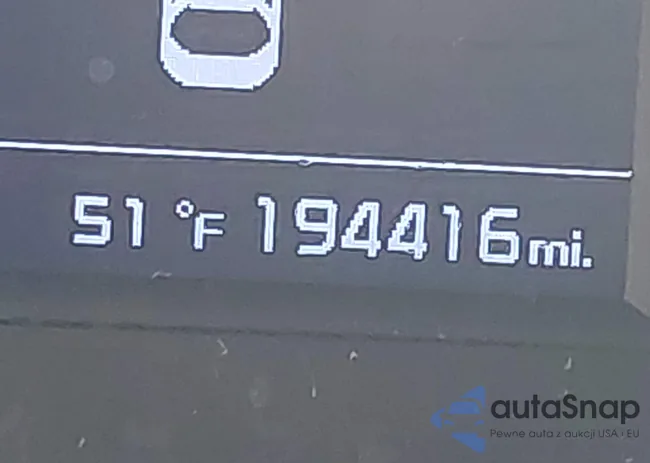 51 °F 194416 mi.
autaSnap
Pewne auta z aukcji USA i EU